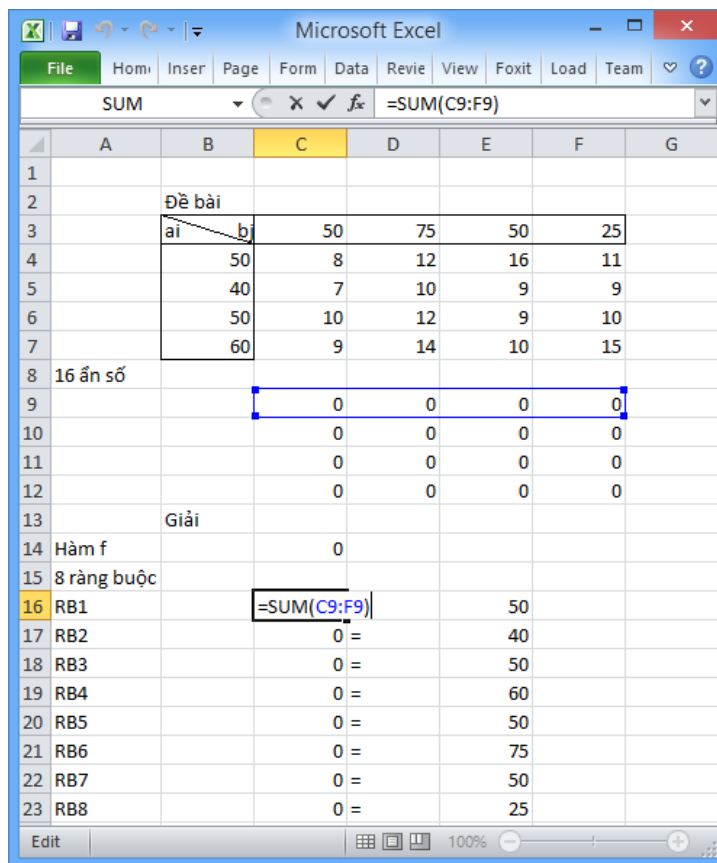 Microsoft Excel
File Hom Inser Page Form Data Revie View Foxit Load Team
SUM fx =SUM(C9:F9)
A B C D E F G
1
2 Đề bài
3 ai bj 50 75 50 25
4 50 8 12 16 11
5 40 7 10 9 9
6 50 10 12 9 10
7 60 9 14 10 15
8 16 ẩn số
9 0 0 0 0
10 0 0 0 0
11 0 0 0 0
12 0 0 0 0
13 Giải
14 Hàm f 0
15 8 ràng buộc
16 RB1 =SUM(C9:F9) 50
17 RB2 0 = 40
18 RB3 0 = 50
19 RB4 0 = 60
20 RB5 0 = 50
21 RB6 0 = 75
22 RB7 0 = 50
23 RB8 0 = 25
Edit 100%